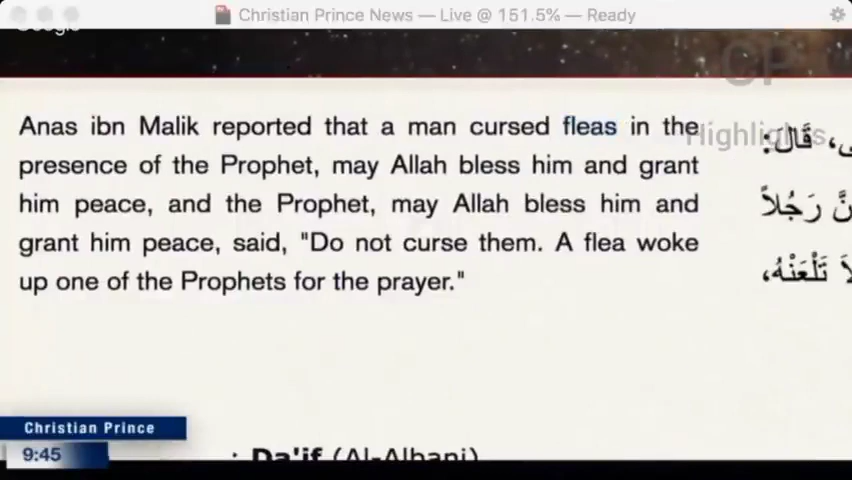 Christian Prince News — Live @ 151.5% — Ready
Google
CP
Highlights
Anas ibn Malik reported that a man cursed fleas in the
presence of the Prophet, may Allah bless him and grant
him peace, and the Prophet, may Allah bless him and
grant him peace, said, "Do not curse them. A flea woke
up one of the Prophets for the prayer."
قَالَ:
رَجُلاً
تَلْعَنْهُ،
: Da'if (Al-Albani)
Christian Prince
9:45